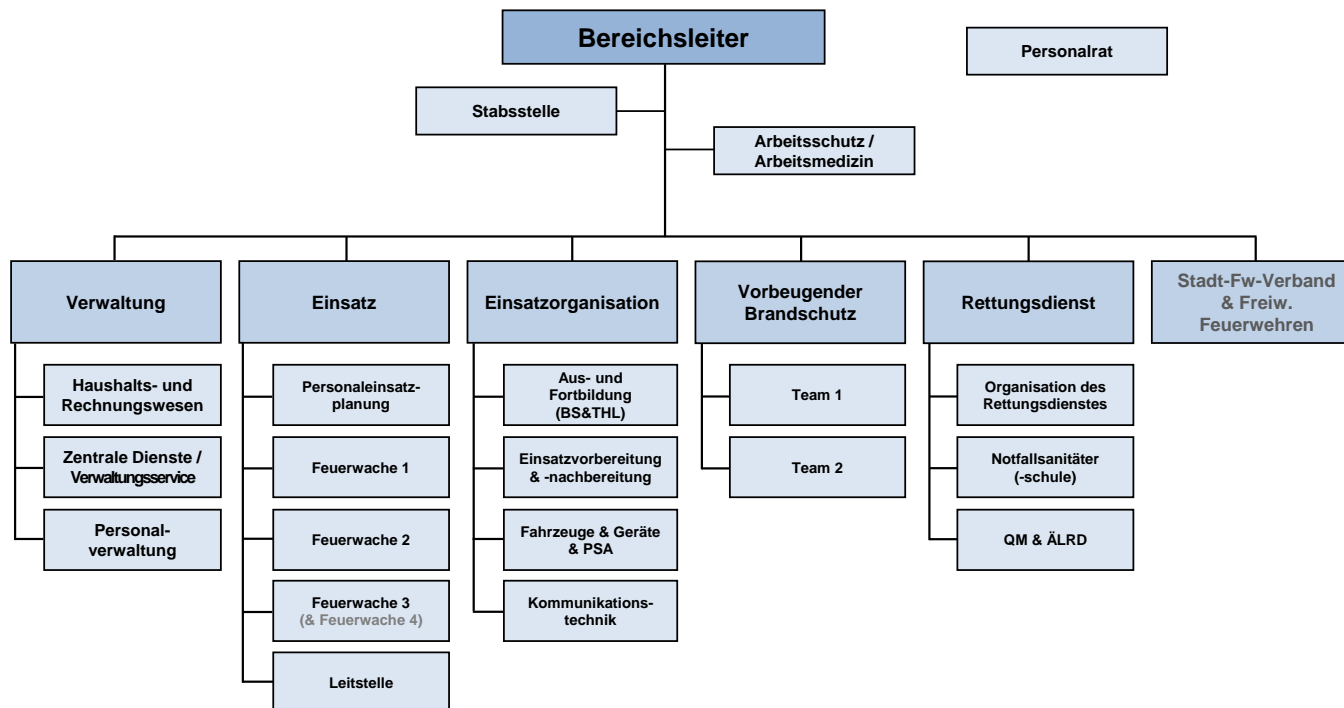 Bereichsleiter
Personalrat
Stabsstelle
Arbeitsschutz /
Arbeitsmedizin
Verwaltung
Einsatz
Einsatzorganisation
Vorbeugender
Brandschutz
Rettungsdienst
Stadt-Fw-Verband
& Freiw.
Feuerwehren
Haushalts- und
Rechnungswesen
Zentrale Dienste /
Verwaltungsservice
Personal-
verwaltung
Personaleinsatz-
planung
Feuerwache 1
Feuerwache 2
Feuerwache 3
(& Feuerwache 4)
Leitstelle
Aus- und
Fortbildung
(BS&THL)
Einsatzvorbereitung
& -nachbereitung
Fahrzeuge & Geräte
& PSA
Kommunikations-
technik
Team 1
Team 2
Organisation des
Rettungsdienstes
Notfallsanitäter
(-schule)
QM & ÄLRD